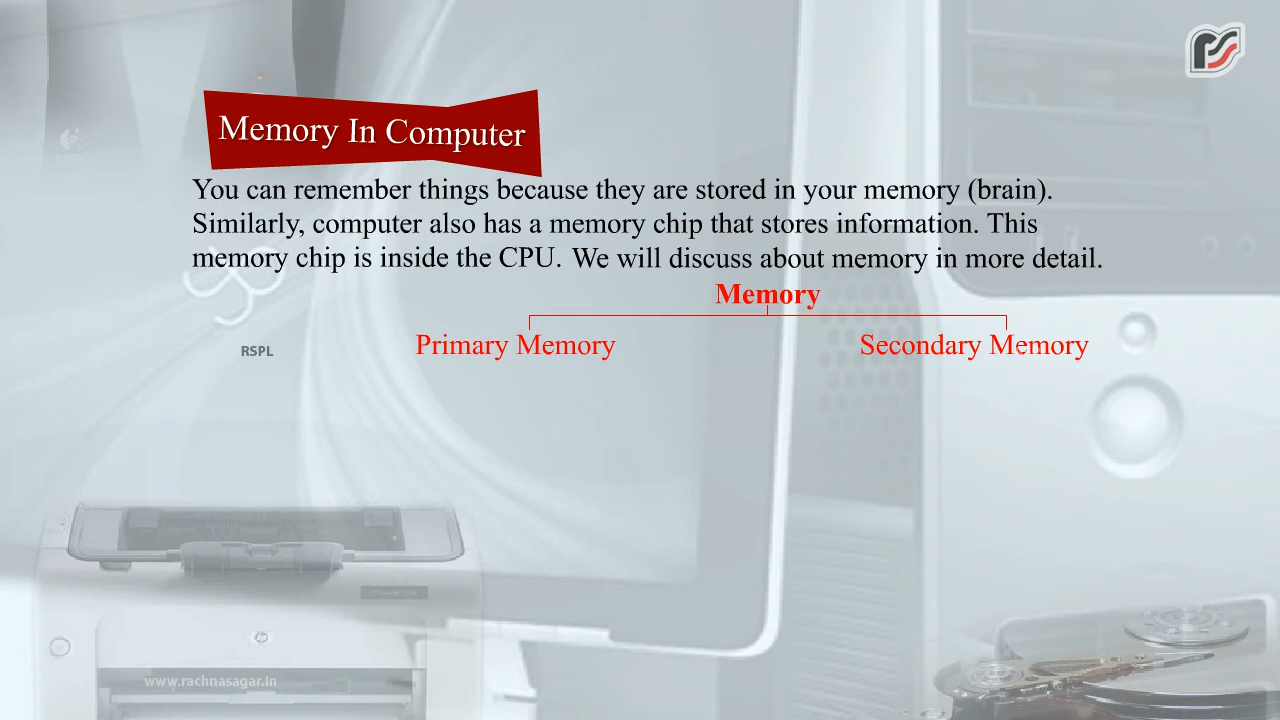 Memory In Computer
You can remember things because they are stored in your memory (brain).
Similarly, computer also has a memory chip that stores information. This
memory chip is inside the CPU. We will discuss about memory in more detail.
Memory
Primary Memory Secondary Memory
RSPL
hp
www.rachnasagar.in